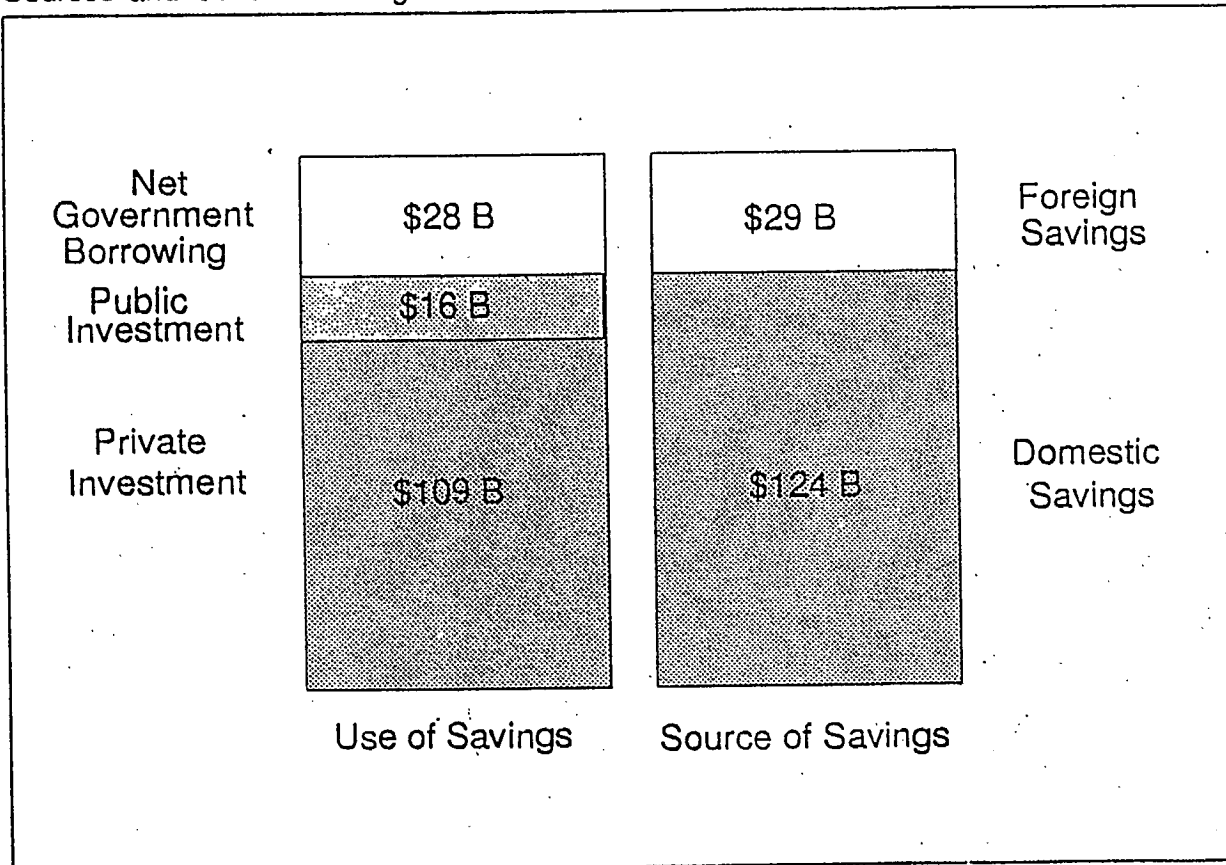 Net
Government
Borrowing
$28 B
$29 B
Foreign
Savings
Public
Investment
$16 B
Private
Investment
$109 B
$124 B
Domestic
Savings
Use of Savings
Source of Savings